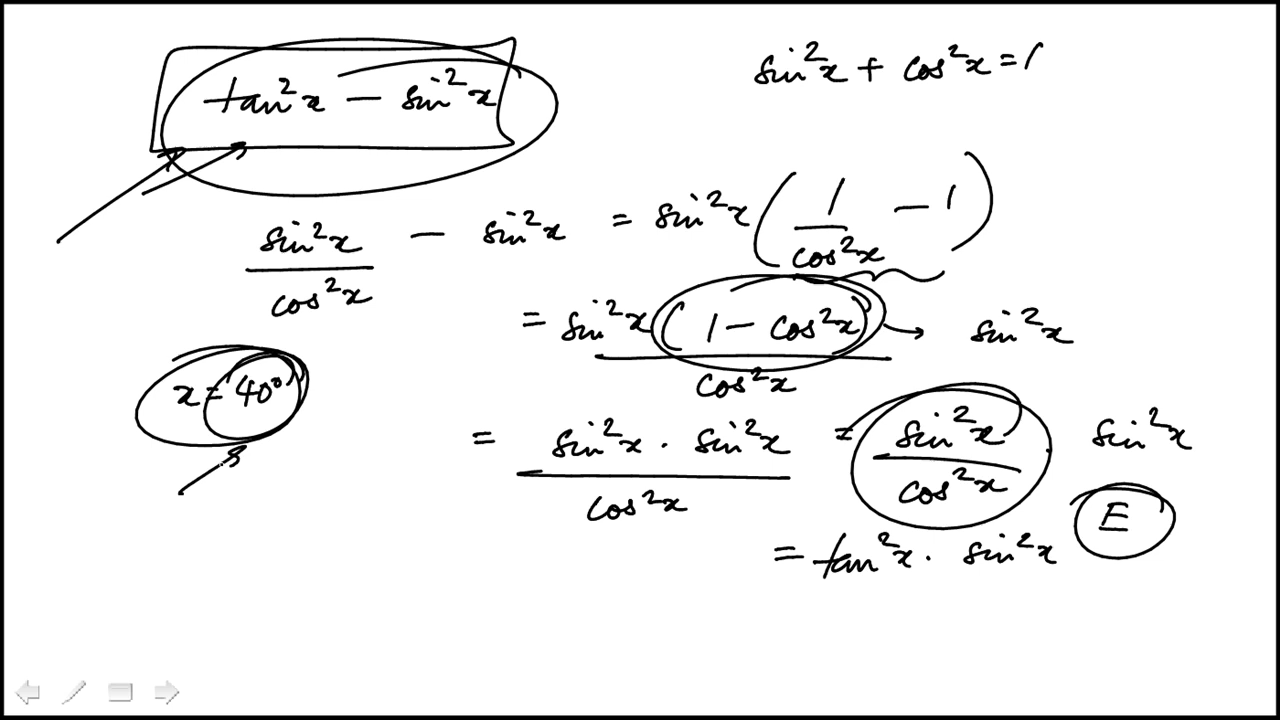 tan²x − sin²x
sin²x + cos²x = 1
sin²x/cos²x − sin²x = sin²x(1/cos²x − 1)
= sin²x(1 − cos²x)/cos²x → sin²x
x = 40°
= sin²x · sin²x/cos²x = sin²x/cos²x · sin²x
= tan²x · sin²x
E